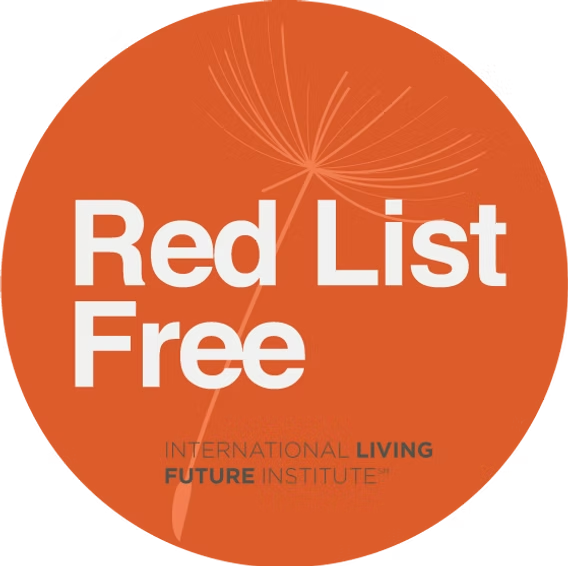 Red List
Free
INTERNATIONAL LIVING
FUTURE INSTITUTE℠